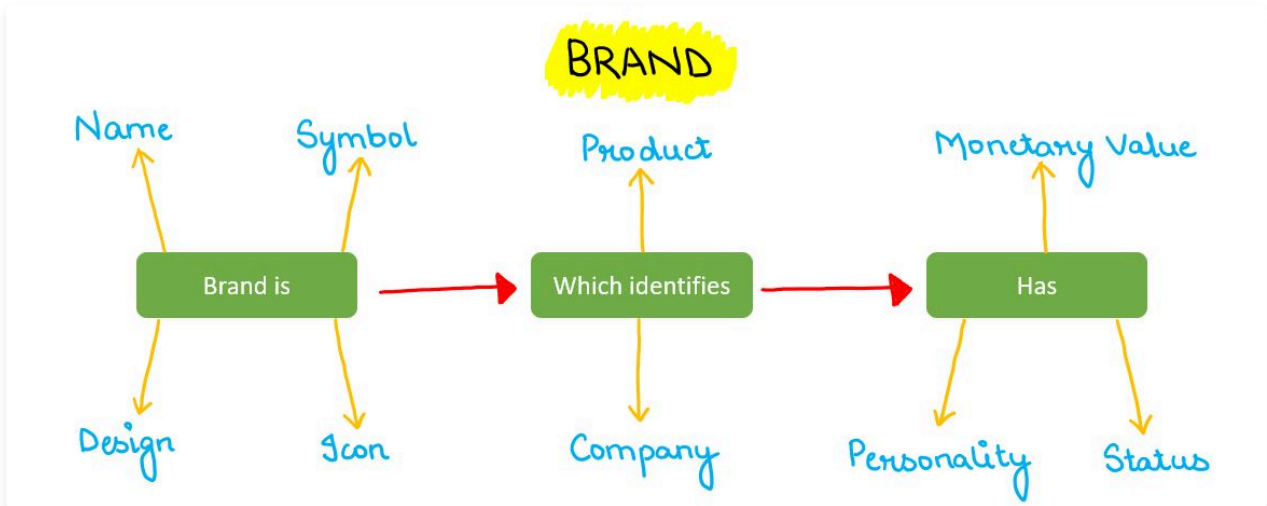 BRAND
Name
Symbol
Product
Monetary Value
Brand is
Which identifies
Has
Design
Icon
Company
Personality
Status